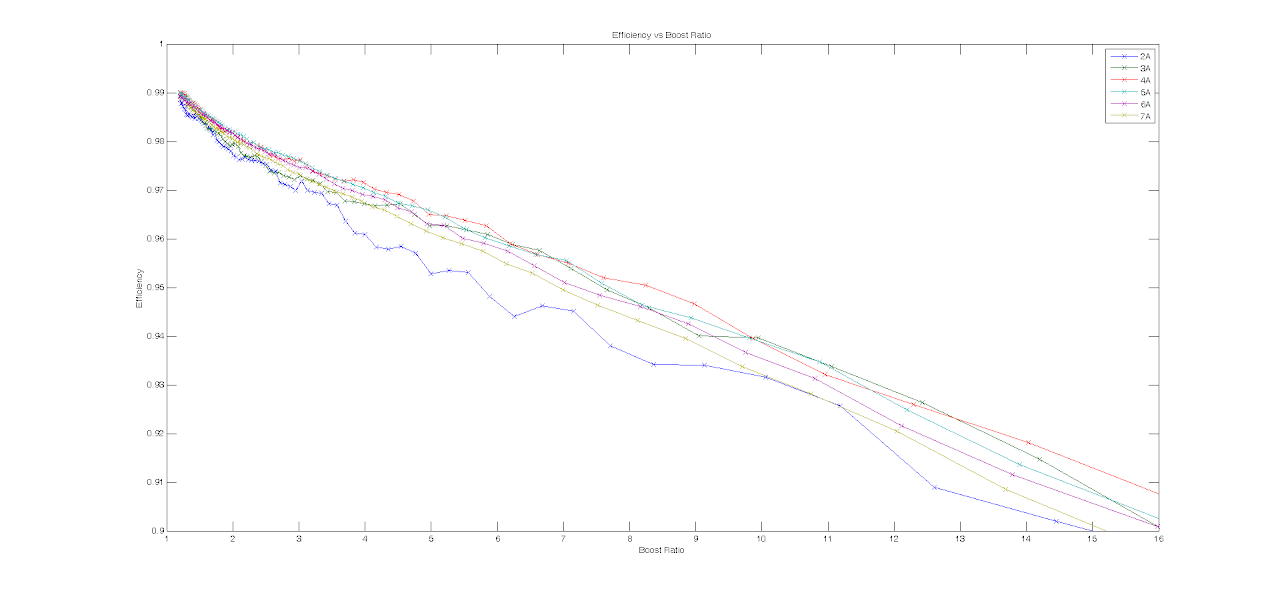 Efficiency vs Boost Ratio
2A
3A
4A
5A
6A
7A
1
0.99
0.98
0.97
0.96
0.95
0.94
0.93
0.92
0.91
0.9
Efficiency
1 2 3 4 5 6 7 8 9 10 11 12 13 14 15 16
Boost Ratio